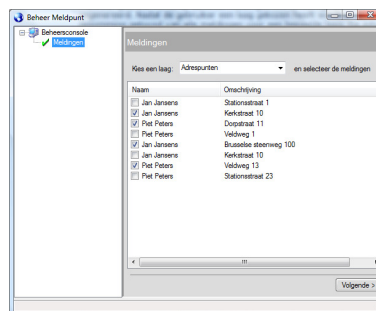 Beheer Meldpunt
Beheersconsole
Meldingen
Meldingen
Kies een laag: Adrespunten en selecteer de meldingen
Naam Omschrijving
Jan Jansens Stationsstraat 1
Jan Jansens Kerkstraat 10
Piet Peters Dorpstraat 11
Piet Peters Veldweg 1
Jan Jansens Brusselse steenweg 100
Jan Jansens Kerkstraat 10
Piet Peters Veldweg 13
Piet Peters Stationsstraat 23
Volgende >